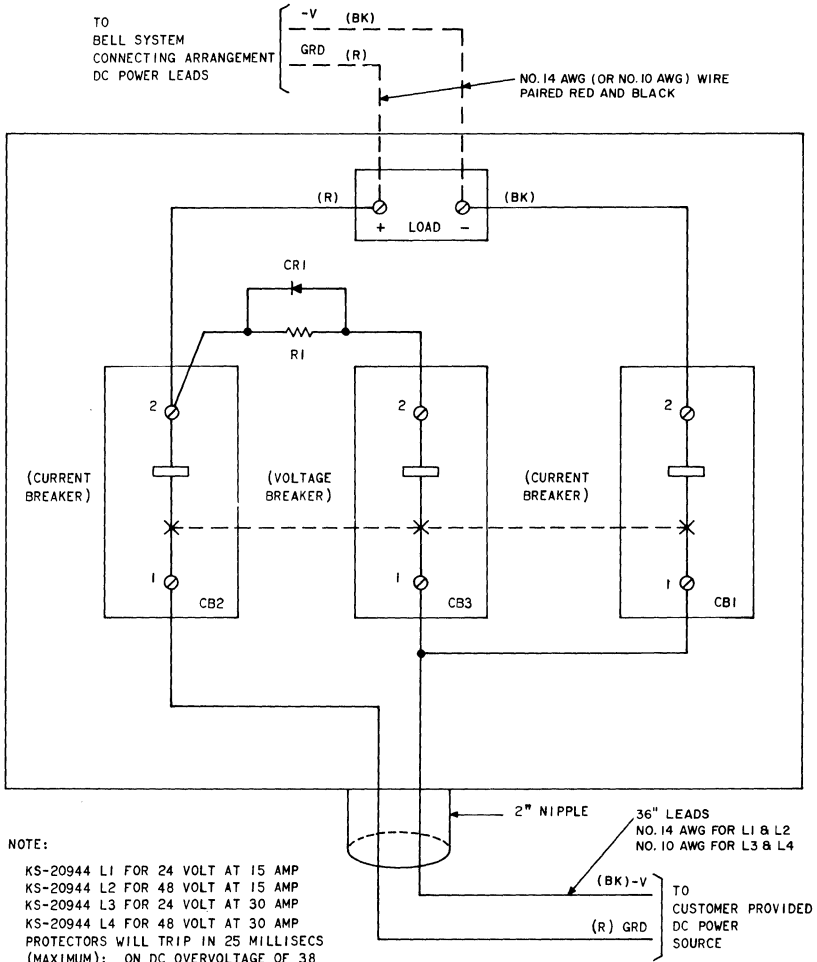 TO
BELL SYSTEM
CONNECTING ARRANGEMENT
DC POWER LEADS
-V (BK)
GRD (R)
NO. 14 AWG (OR NO. 10 AWG) WIRE
PAIRED RED AND BLACK
(R)
(BK)
+ LOAD -
CR1
R1
2
2
2
(CURRENT
BREAKER)
(VOLTAGE
BREAKER)
(CURRENT
BREAKER)
1
1
1
CB2
CB3
CB1
2" NIPPLE
36" LEADS
NO. 14 AWG FOR L1 & L2
NO. 10 AWG FOR L3 & L4
(BK)-V
(R) GRD
TO
CUSTOMER PROVIDED
DC POWER
SOURCE
NOTE:
KS-20944 L1 FOR 24 VOLT AT 15 AMP
KS-20944 L2 FOR 48 VOLT AT 15 AMP
KS-20944 L3 FOR 24 VOLT AT 30 AMP
KS-20944 L4 FOR 48 VOLT AT 30 AMP
PROTECTORS WILL TRIP IN 25 MILLISECS
(MAXIMUM): ON DC OVERVOLTAGE OF 38